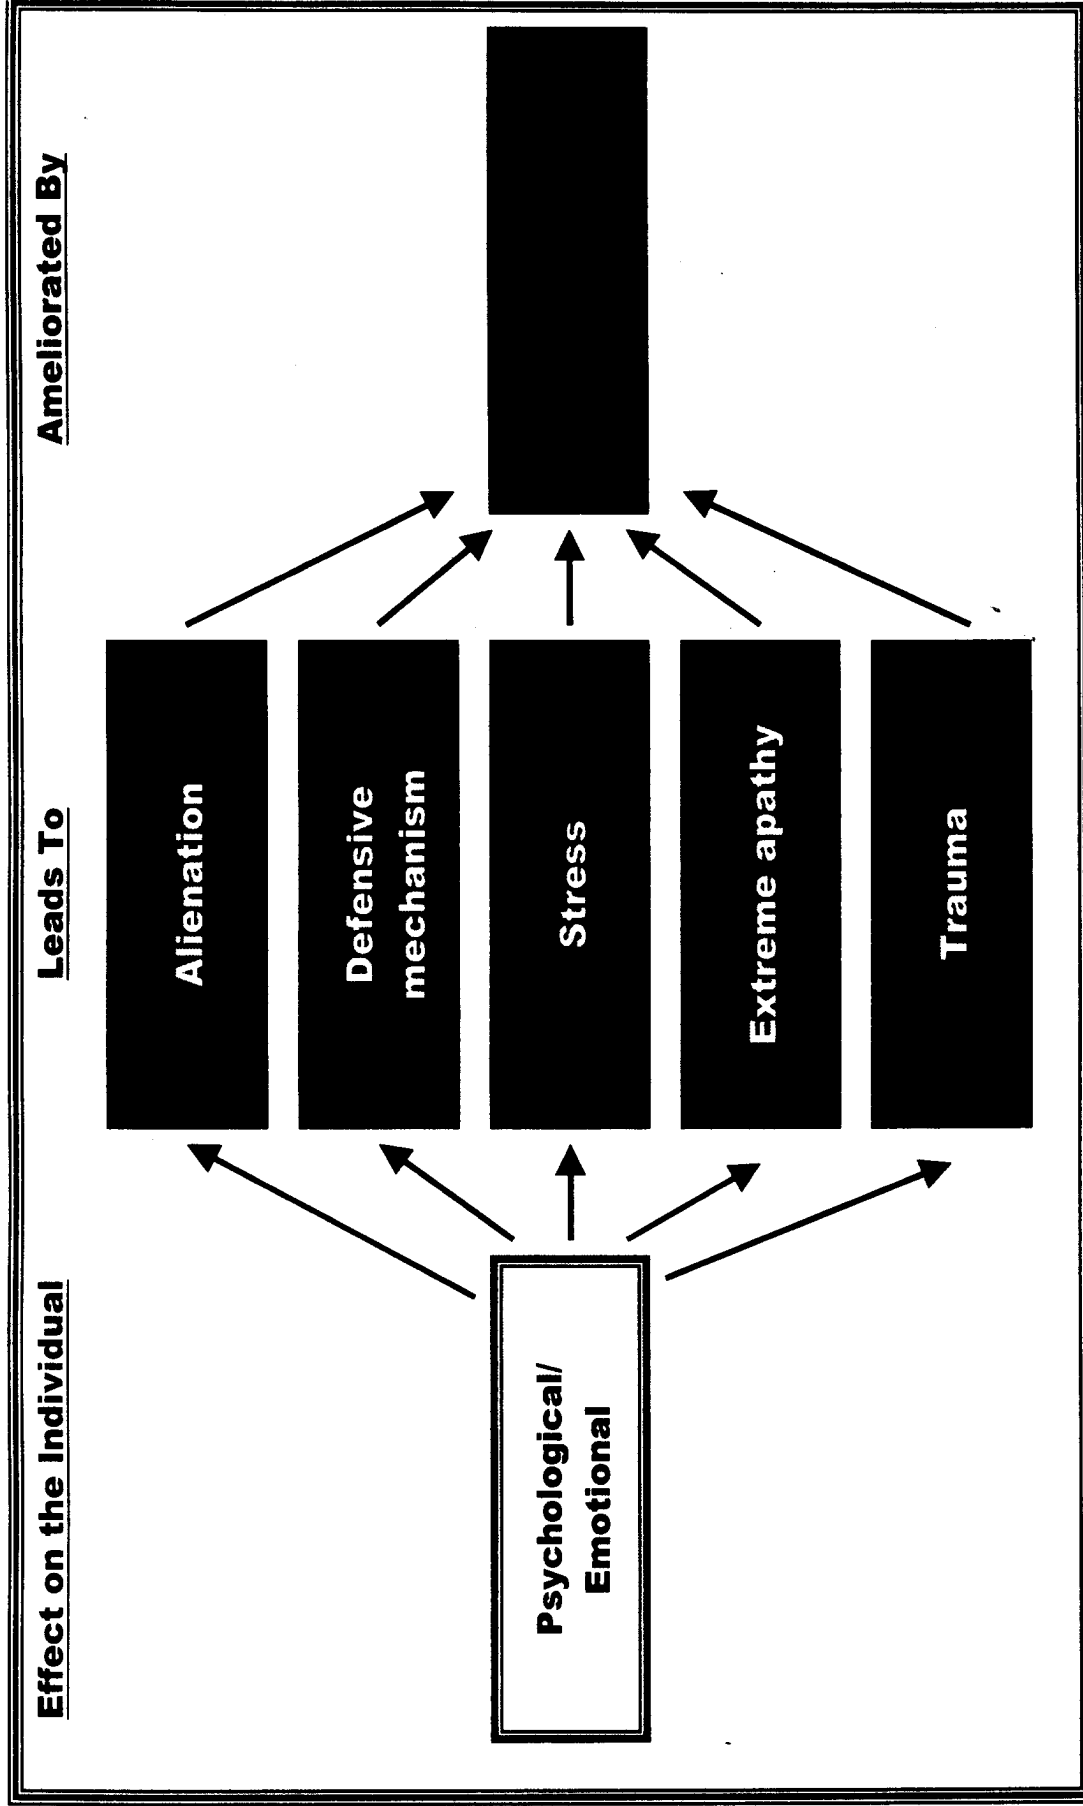 Effect on the Individual
Leads To
Ameliorated By
Psychological/
Emotional
Alienation
Defensive
mechanism
Stress
Extreme apathy
Trauma